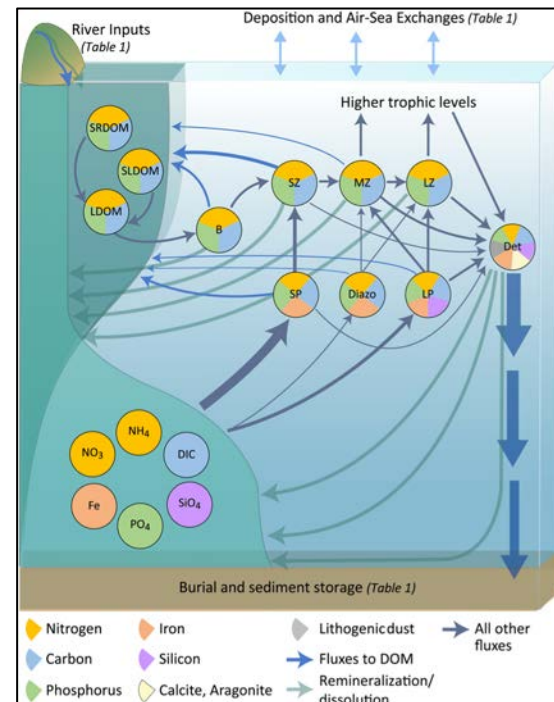 River Inputs
(Table 1)
Deposition and Air-Sea Exchanges (Table 1)
Higher trophic levels
SRDOM
SLDOM
LDOM
B
SZ
MZ
LZ
Det
SP
Diazo
LP
NH4
NO3
DIC
Fe
SiO4
PO4
Burial and sediment storage (Table 1)
Nitrogen
Iron
Lithogenic dust
All other
fluxes
Carbon
Silicon
Fluxes to DOM
Phosphorus
Calcite, Aragonite
Remineralization/
dissolution